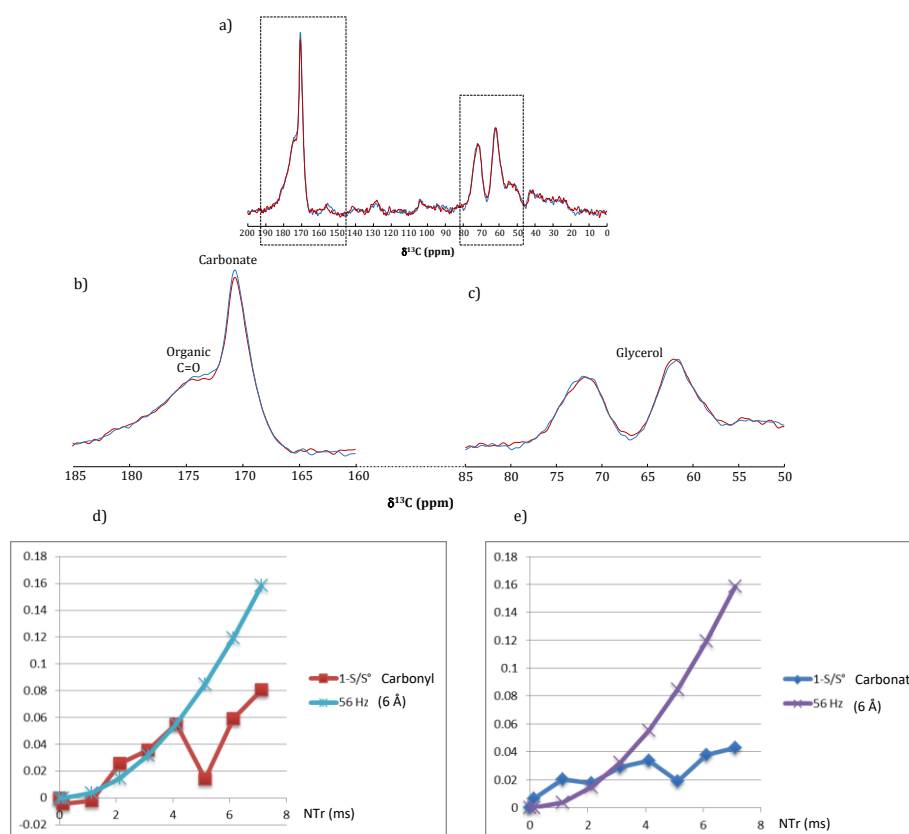 a)
200 190 180 170 160 150 140 130 120 110 100 90 80 70 60 50 40 30 20 10 0
δ¹³C (ppm)
b)
Carbonate
Organic
C=O
c)
Glycerol
185 180 175 170 165 160
85 80 75 70 65 60 55 50
δ¹³C (ppm)
d)
0.18
0.16
0.14
0.12
0.1
0.08
0.06
0.04
0.02
0
-0.02
0 2 4 6 8
NTr (ms)
1-S/S° Carbonyl
56 Hz (6 Å)
e)
0.18
0.16
0.14
0.12
0.1
0.08
0.06
0.04
0.02
0
0 2 4 6 8
NTr (ms)
1-S/S° Carbonat
56 Hz
(6 Å)